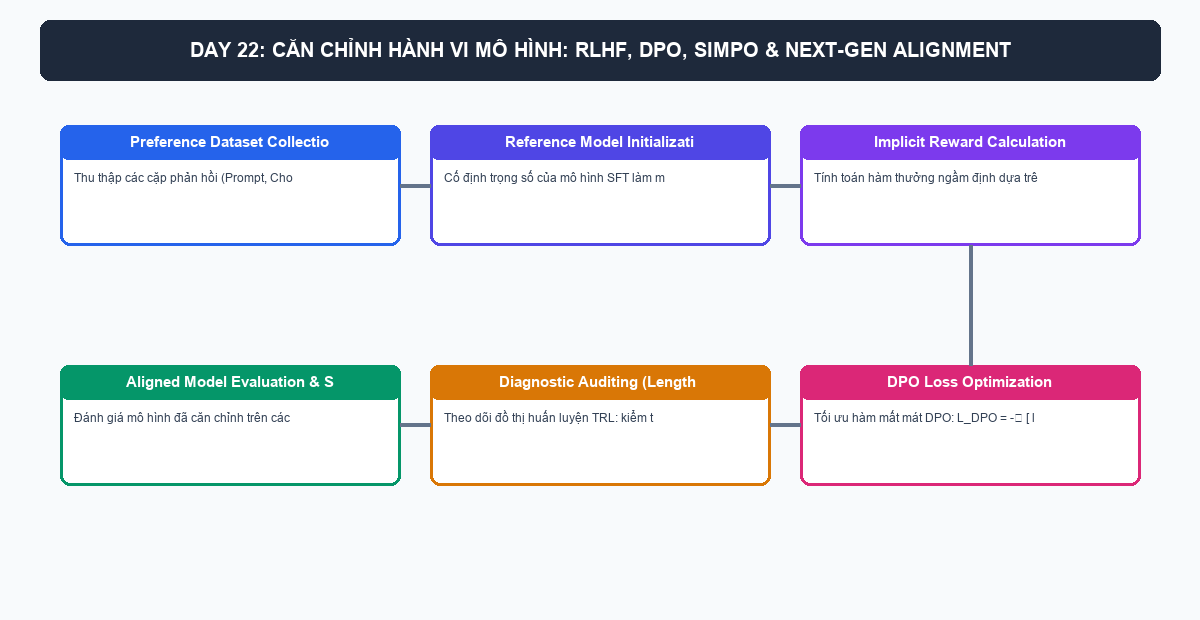 DAY 22: CĂN CHỈNH HÀNH VI MÔ HÌNH: RLHF, DPO, SIMPO & NEXT-GEN ALIGNMENT
Preference Dataset Collectio
Thu thập các cặp phản hồi (Prompt, Cho
Reference Model Initializati
Cố định trọng số của mô hình SFT làm m
Implicit Reward Calculation
Tính toán hàm thưởng ngầm định dựa trê
Aligned Model Evaluation & S
Đánh giá mô hình đã căn chỉnh trên các
Diagnostic Auditing (Length
Theo dõi đồ thị huấn luyện TRL: kiểm t
DPO Loss Optimization
Tối ưu hàm mất mát DPO: L_DPO = -□ [ l